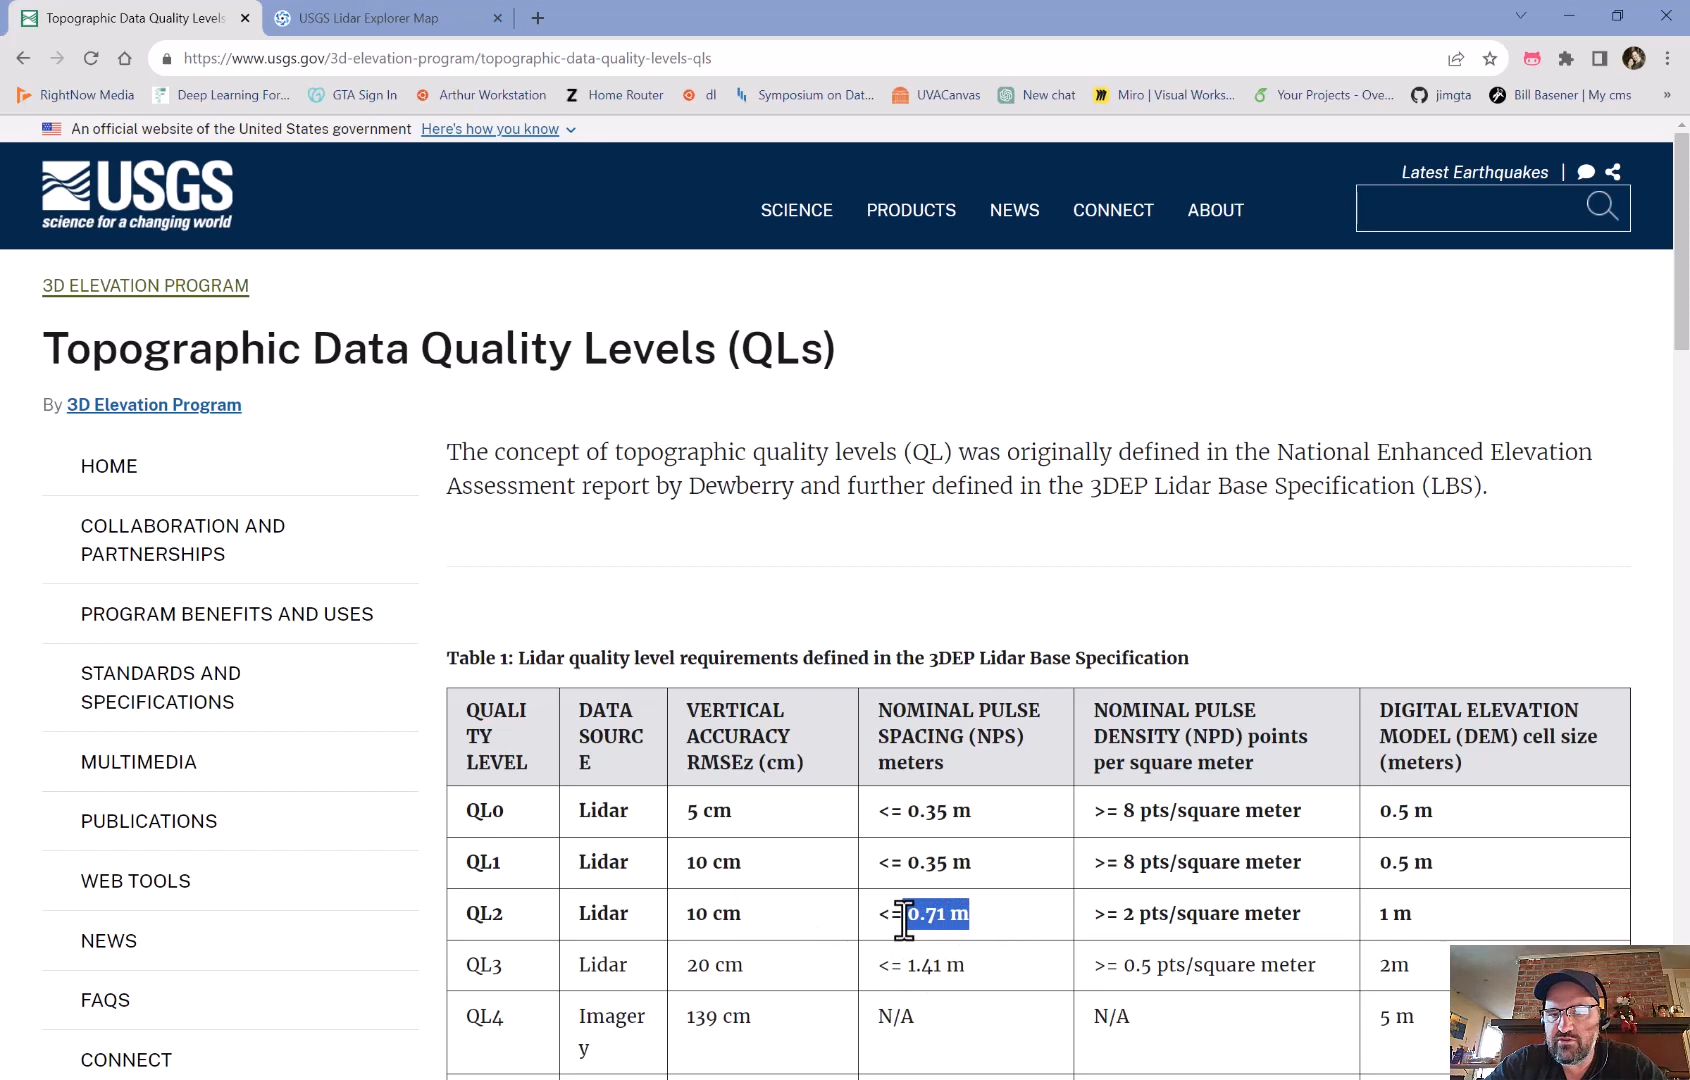 Topographic Data Quality Levels
USGS Lidar Explorer Map
https://www.usgs.gov/3d-elevation-program/topographic-data-quality-levels-qls
RightNow Media
Deep Learning For...
GTA Sign In
Arthur Workstation
Home Router
dl
Symposium on Dat...
UVACanvas
New chat
Miro | Visual Works...
Your Projects - Ove...
jimgta
Bill Basener | My cms
»
An official website of the United States government Here's how you know
USGS
science for a changing world
Latest Earthquakes |
SCIENCE PRODUCTS NEWS CONNECT ABOUT
3D ELEVATION PROGRAM
Topographic Data Quality Levels (QLs)
By 3D Elevation Program
HOME
COLLABORATION AND
PARTNERSHIPS
PROGRAM BENEFITS AND USES
STANDARDS AND
SPECIFICATIONS
MULTIMEDIA
PUBLICATIONS
WEB TOOLS
NEWS
FAQS
CONNECT
The concept of topographic quality levels (QL) was originally defined in the National Enhanced Elevation
Assessment report by Dewberry and further defined in the 3DEP Lidar Base Specification (LBS).
Table 1: Lidar quality level requirements defined in the 3DEP Lidar Base Specification
QUALI
TY
LEVEL
DATA
SOURC
E
VERTICAL
ACCURACY
RMSEz (cm)
NOMINAL PULSE
SPACING (NPS)
meters
NOMINAL PULSE
DENSITY (NPD) points
per square meter
DIGITAL ELEVATION
MODEL (DEM) cell size
(meters)
QL0 Lidar 5 cm <= 0.35 m >= 8 pts/square meter 0.5 m
QL1 Lidar 10 cm <= 0.35 m >= 8 pts/square meter 0.5 m
QL2 Lidar 10 cm <= 0.71 m >= 2 pts/square meter 1 m
QL3 Lidar 20 cm <= 1.41 m >= 0.5 pts/square meter 2m
QL4 Imager 139 cm N/A N/A 5 m
y